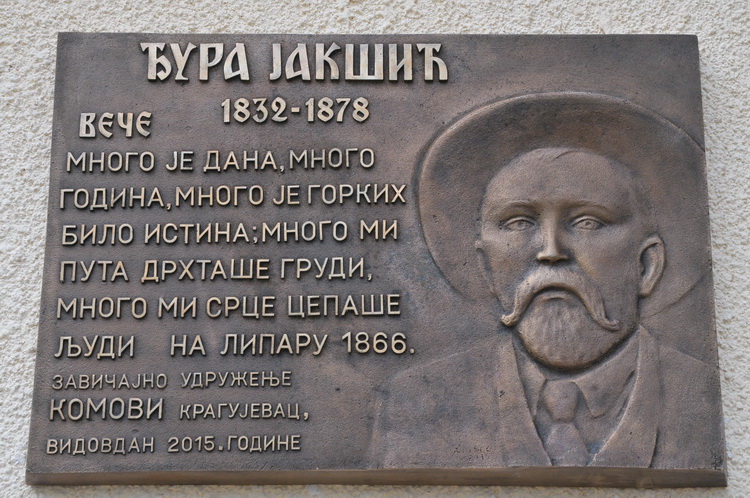 ЂУРА ЈАКШИЋ
1832-1878
ВЕЧЕ
МНОГО ЈЕ ДАНА, МНОГО
ГОДИНА, МНОГО ЈЕ ГОРКИХ
БИЛО ИСТИНА; МНОГО МИ
ПУТА ДРХТАШЕ ГРУДИ,
МНОГО МИ СРЦЕ ЦЕПАШЕ
ЉУДИ НА ЛИПАРУ 1866.
ЗАВИЧАЈНО УДРУЖЕЊЕ
КОМОВИ КРАГУЈЕВАЦ,
ВИДОВДАН 2015. ГОДИНЕ